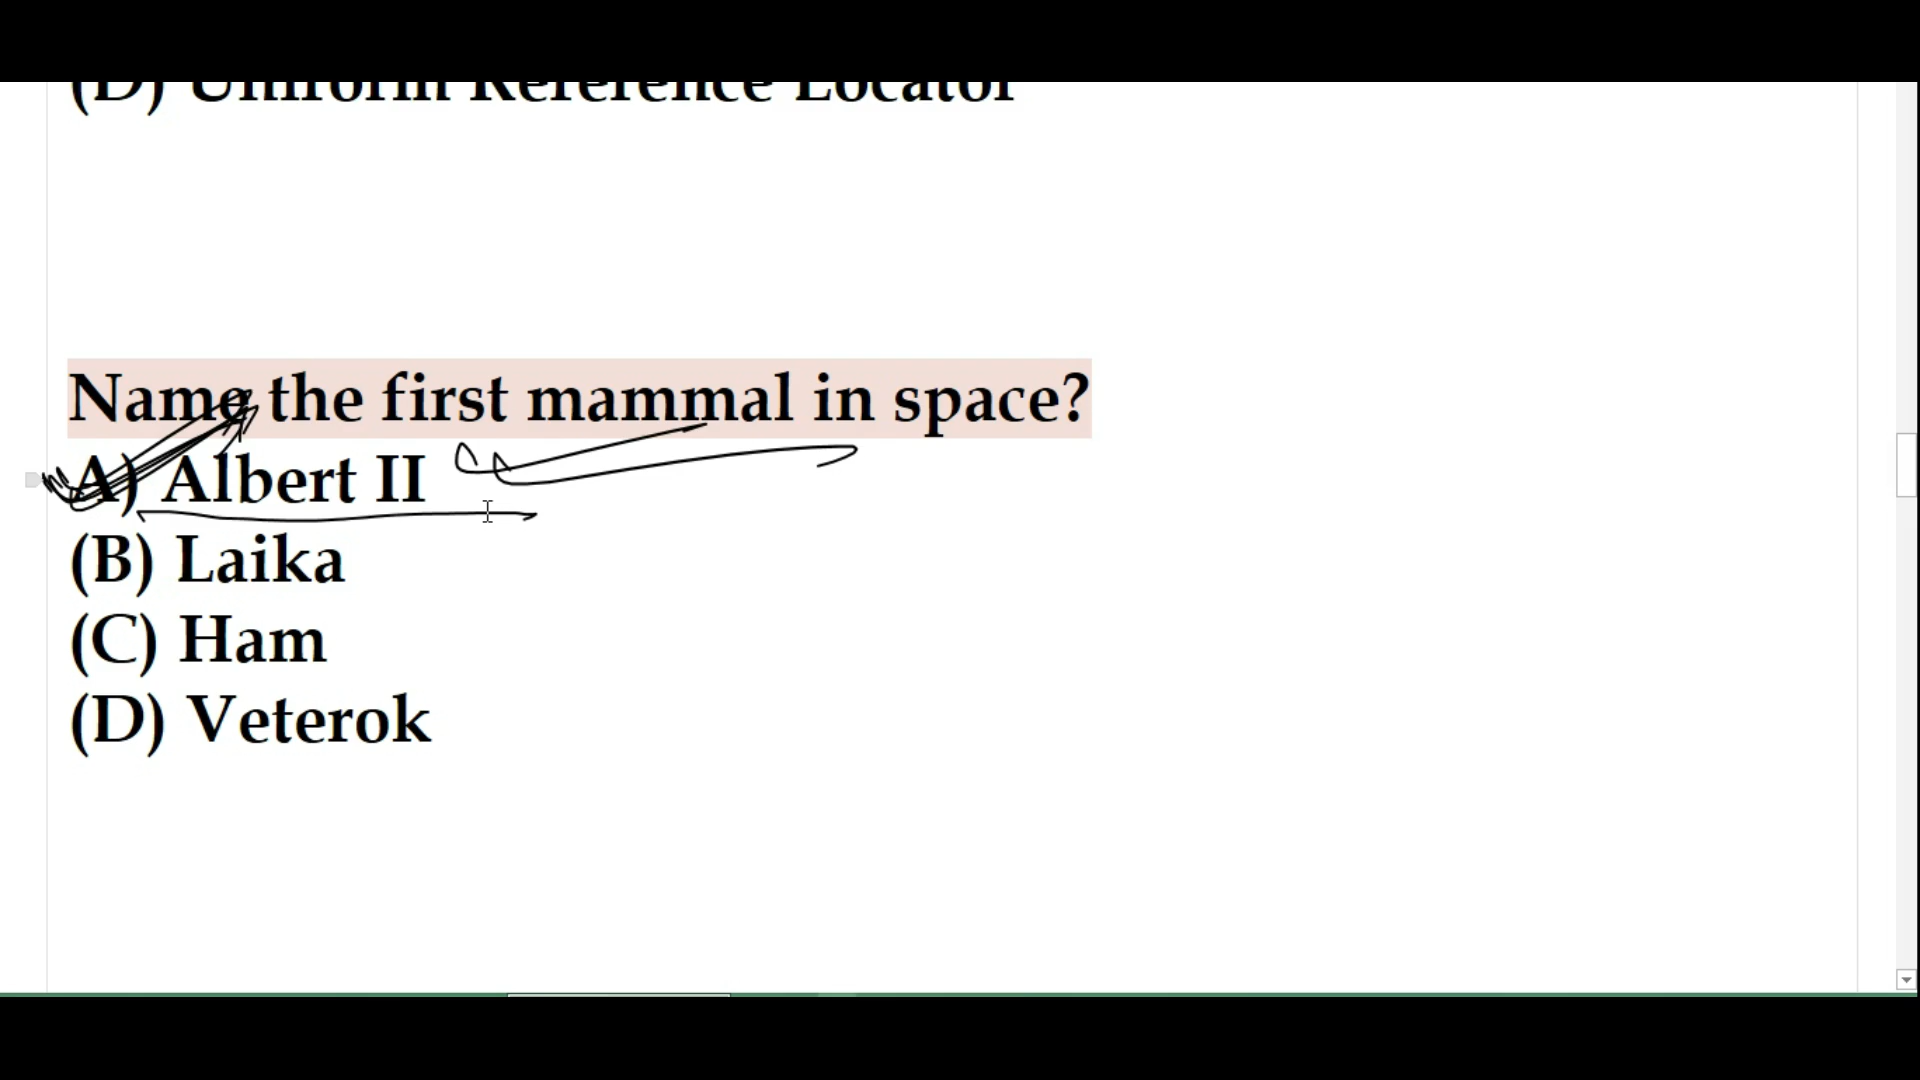 (D) Uniform Reference Locator
Name the first mammal in space?
A) Albert II
(B) Laika
(C) Ham
(D) Veterok